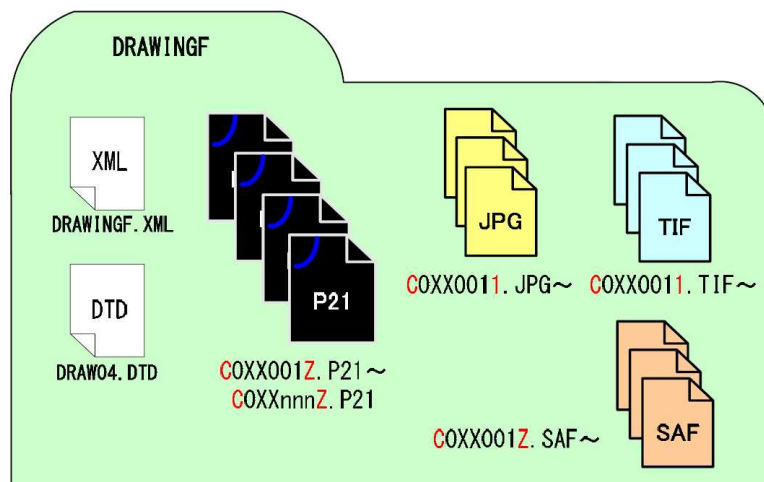 DRAWINGF
XML
DRAWINGF.XML
DTD
DRAW04.DTD
P21
C0XX001Z.P21～
C0XXnnnZ.P21
JPG
C0XX0011.JPG～
TIF
C0XX0011.TIF～
SAF
C0XX001Z.SAF～